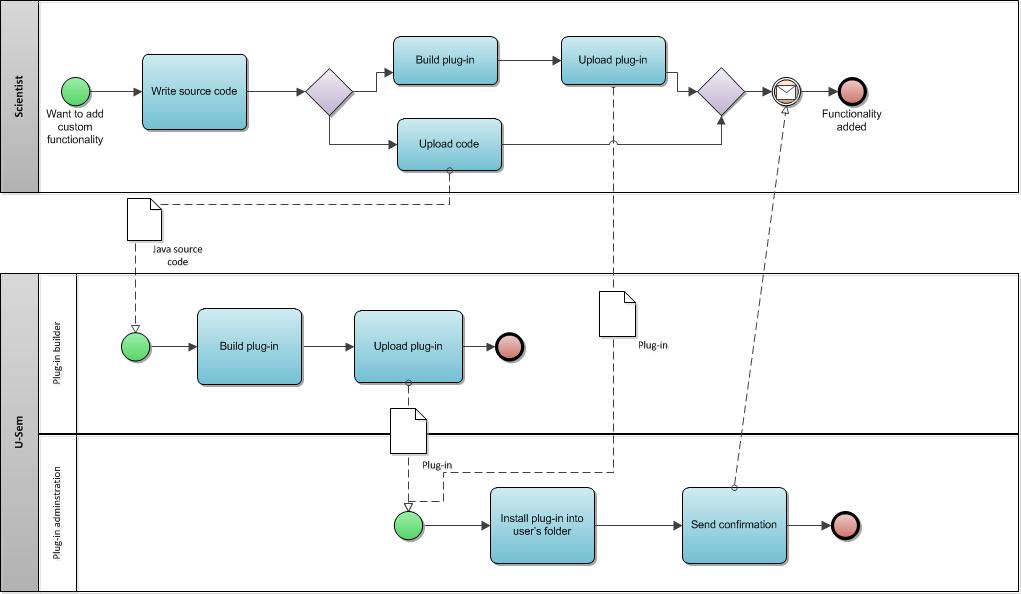 Scientist
Want to add
custom
functionality
Write source code
Build plug-in
Upload plug-in
Upload code
Functionality
added
Java source
code
U-Sem
Plug-in builder
Build plug-in
Upload plug-in
Plug-in
Plug-in
Plug-in adminstration
Install plug-in into
user's folder
Send confirmation